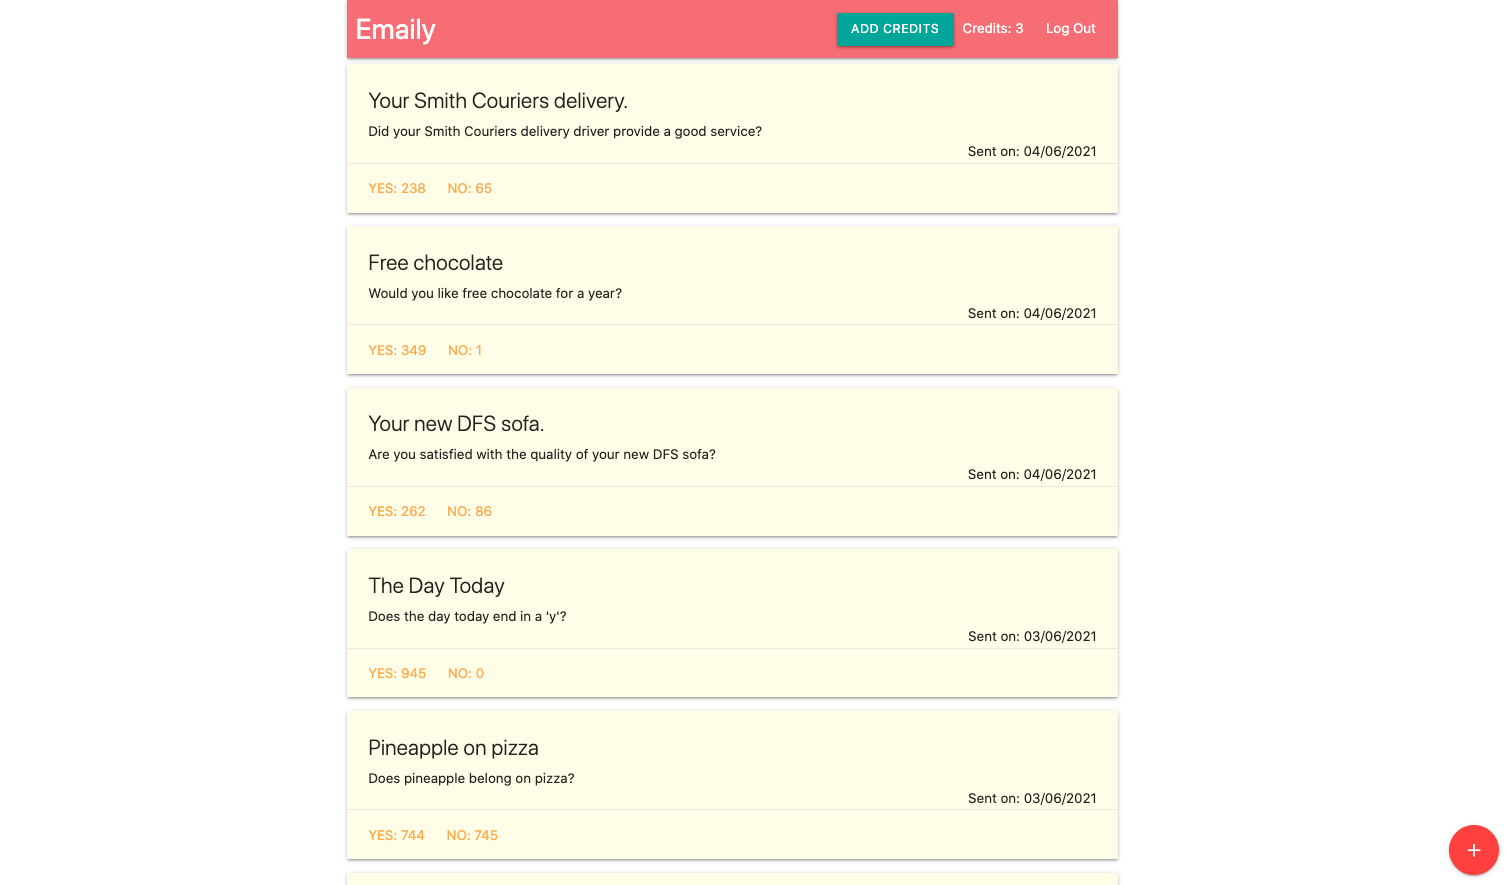 Emaily
ADD CREDITS Credits: 3 Log Out
Your Smith Couriers delivery.
Did your Smith Couriers delivery driver provide a good service?
Sent on: 04/06/2021
YES: 238 NO: 65
Free chocolate
Would you like free chocolate for a year?
Sent on: 04/06/2021
YES: 349 NO: 1
Your new DFS sofa.
Are you satisfied with the quality of your new DFS sofa?
Sent on: 04/06/2021
YES: 262 NO: 86
The Day Today
Does the day today end in a 'y'?
Sent on: 03/06/2021
YES: 945 NO: 0
Pineapple on pizza
Does pineapple belong on pizza?
Sent on: 03/06/2021
YES: 744 NO: 745
+